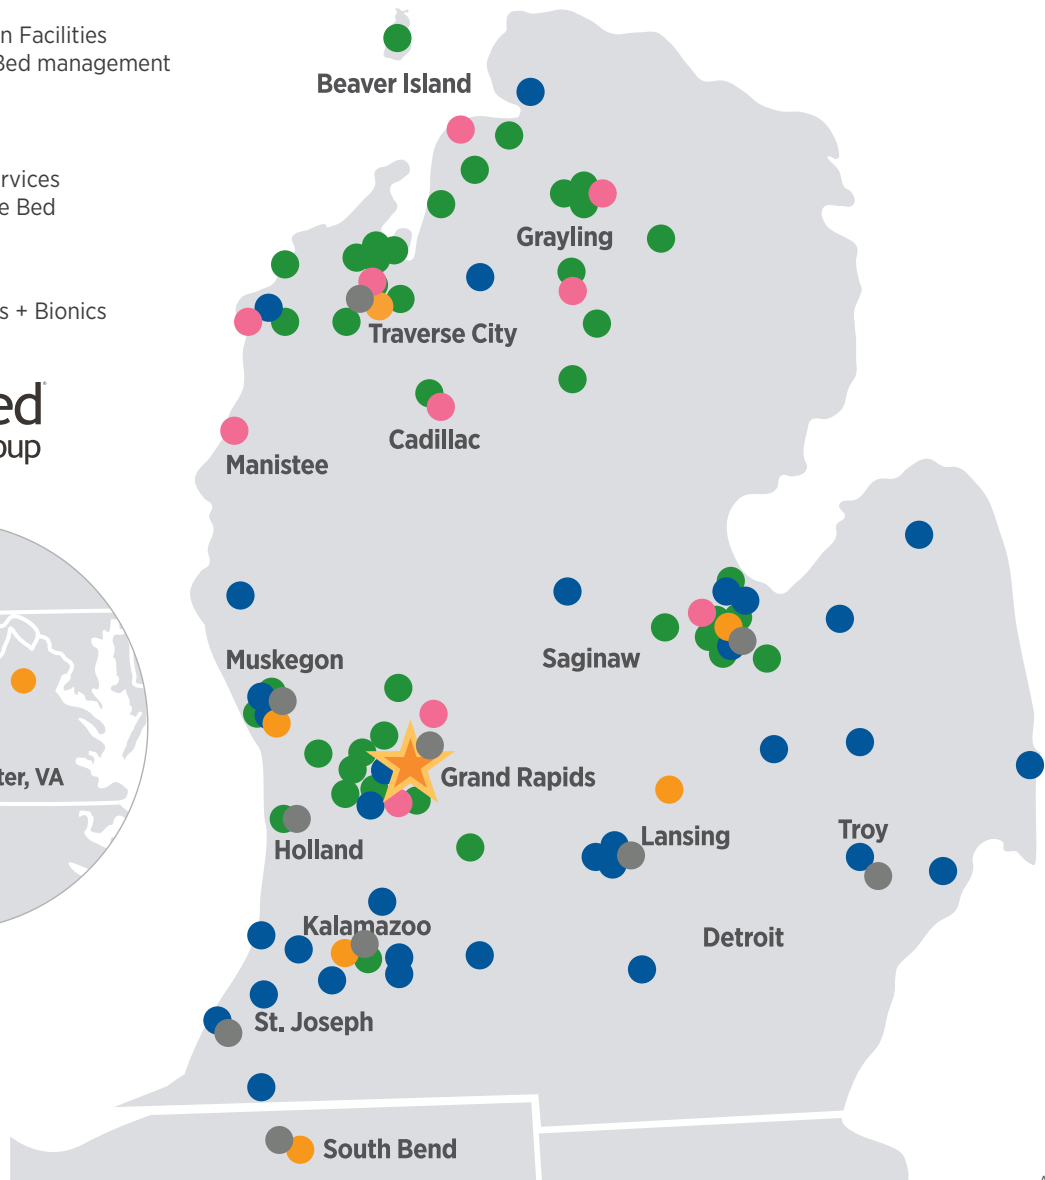 n Facilities
Bed management
rvices
e Bed
s + Bionics
ed
oup
ter, VA
Beaver Island
Grayling
Traverse City
Cadillac
Manistee
Saginaw
Muskegon
Grand Rapids
Holland
Lansing
Troy
Kalamazoo
Detroit
St. Joseph
South Bend